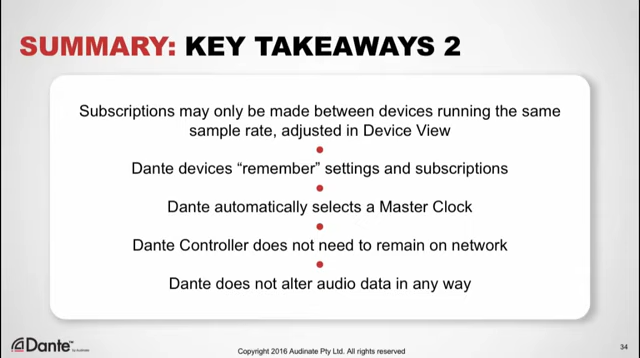 SUMMARY: KEY TAKEAWAYS 2
Subscriptions may only be made between devices running the same
sample rate, adjusted in Device View
Dante devices “remember” settings and subscriptions
Dante automatically selects a Master Clock
Dante Controller does not need to remain on network
Dante does not alter audio data in any way
Dante™
by Audinate
Copyright 2016 Audinate Pty Ltd. All rights reserved
34